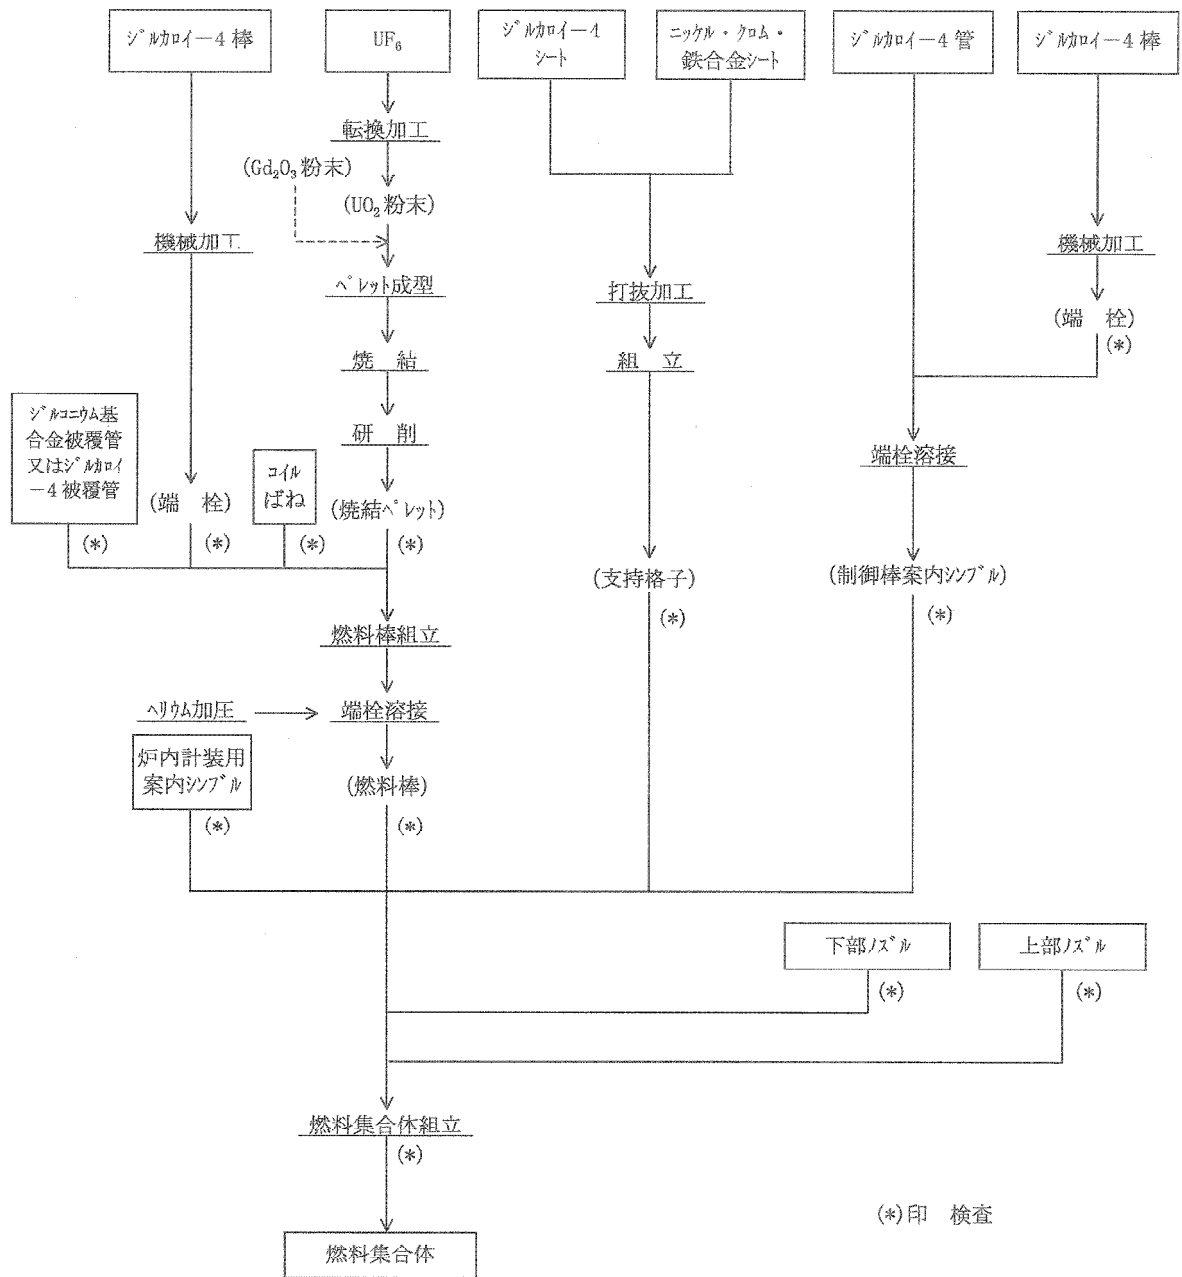 ジルカロイ－4 棒
UF₆
ジルカロイ－4
シート
ニッケル・クロム・
鉄合金シート
ジルカロイ－4 管
ジルカロイ－4 棒
転換加工
(Gd₂O₃ 粉末)
(UO₂ 粉末)
機械加工
機械加工
ペレット成型
打抜加工
(端　栓)
(*)
焼　結
組　立
ジルコニウム基
合金被覆管
又はジルカロイ
－4 被覆管
(*)
研　削
端栓溶接
コイル
ばね
(*)
(端　栓)
(*)
(焼結ペレット)
(*)
(支持格子)
(*)
(制御棒案内シンブル)
(*)
燃料棒組立
ヘリウム加圧
端栓溶接
炉内計装用
案内シンブル
(*)
(燃料棒)
(*)
下部ノズル
(*)
上部ノズル
(*)
燃料集合体組立
(*)
(*)印　検査
燃料集合体